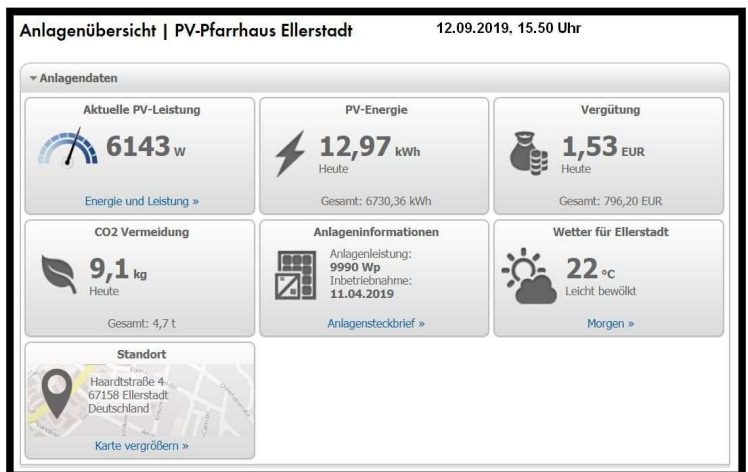 Anlagenübersicht | PV-Pfarrhaus Ellerstadt
12.09.2019, 15.50 Uhr
Anlagendaten
Aktuelle PV-Leistung
6143 W
Energie und Leistung »
PV-Energie
12,97 kWh
Heute
Gesamt: 6730,36 kWh
Vergütung
1,53 EUR
Heute
Gesamt: 796,20 EUR
CO2 Vermeidung
9,1 kg
Heute
Gesamt: 4,7 t
Anlageninformationen
Anlagenleistung:
9990 Wp
Inbetriebnahme:
11.04.2019
Anlagensteckbrief »
Wetter für Ellerstadt
22 °C
Leicht bewölkt
Morgen »
Standort
Haardtstraße 4
67158 Ellerstadt
Deutschland
Karte vergrößern »